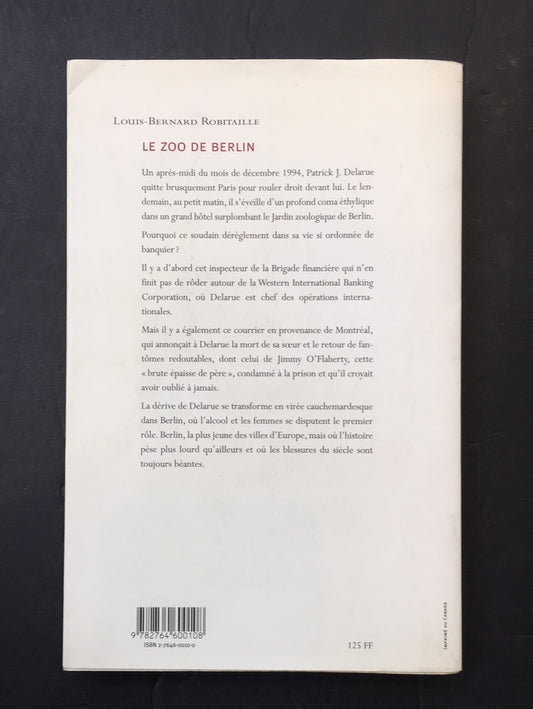 Louis-Bernard Robitaille
LE ZOO DE BERLIN
Un après-midi du mois de décembre 1994, Patrick J. Delarue
quitte brusquement Paris pour rouler droit devant lui. Le len-
demain, au petit matin, il s'éveille d'un profond coma éthylique
dans un grand hôtel surplombant le Jardin zoologique de Berlin.
Pourquoi ce soudain dérèglement dans sa vie si ordonnée de
banquier ?
Il y a d'abord cet inspecteur de la Brigade financière qui n'en
finit pas de rôder autour de la Western International Banking
Corporation, où Delarue est chef des opérations interna-
tionales.
Mais il y a également ce courrier en provenance de Montréal,
qui annonçait à Delarue la mort de sa sœur et le retour de fan-
tômes redoutables, dont celui de Jimmy O'Flaherty, cette
« brute épaisse de père », condamné à la prison et qu'il croyait
avoir oublié à jamais.
La dérive de Delarue se transforme en virée cauchemardesque
dans Berlin, où l'alcool et les femmes se disputent le premier
rôle. Berlin, la plus jeune des villes d'Europe, mais où l'histoire
pèse plus lourd qu'ailleurs et où les blessures du siècle sont
toujours béantes.
9 782764 600108
ISBN 2-7646-0010-0
125 FF
Imprimé au Canada